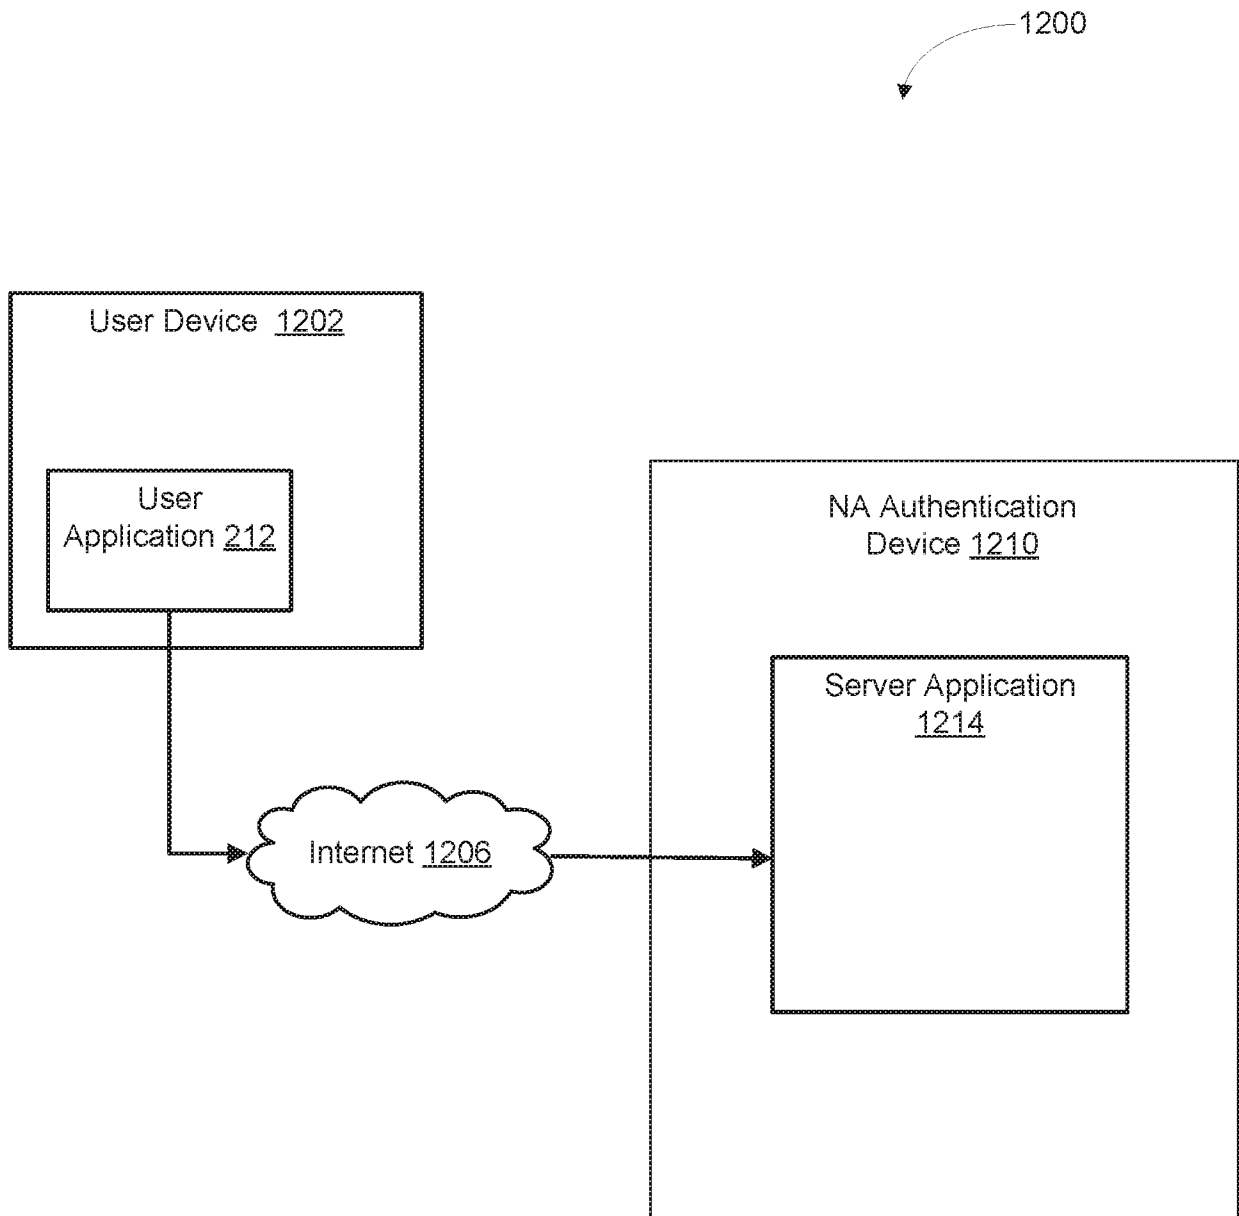 1200
User Device 1202
User
Application 212
NA Authentication
Device 1210
Server Application
1214
Internet 1206